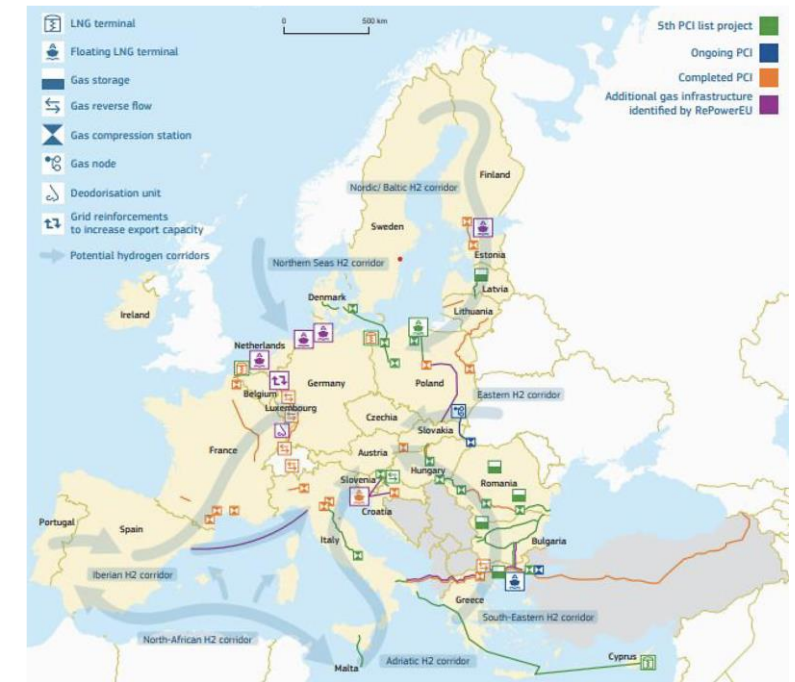 LNG terminal
Floating LNG terminal
Gas storage
Gas reverse flow
Gas compression station
Gas node
Deodorisation unit
Grid reinforcements
to increase export capacity
Potential hydrogen corridors
0 500 km
5th PCI list project
Ongoing PCI
Completed PCI
Additional gas infrastructure
identified by RePowerEU
Finland
Nordic/ Baltic H2 corridor
Sweden
Estonia
Northern Seas H2 corridor
Latvia
Denmark
Lithuania
Ireland
Netherlands
Germany
Poland
Belgium
Eastern H2 corridor
Luxembourg
Czechia
Slovakia
France
Austria
Hungary
Slovenia
Romania
Croatia
Portugal
Spain
Italy
Bulgaria
Iberian H2 corridor
Greece
South-Eastern H2 corridor
North-African H2 corridor
Cyprus
Malta
Adriatic H2 corridor